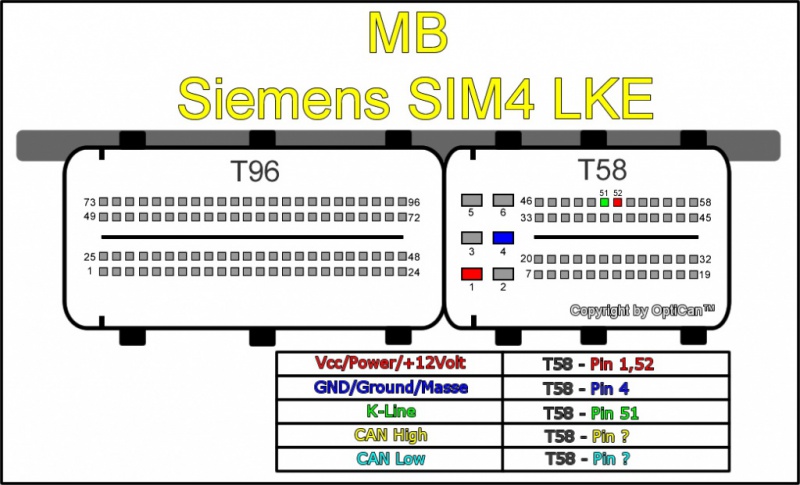 MB
Siemens SIM4 LKE
T96
T58
73 96
49 72
25 48
1 24
5 6
3 4
1 2
51 52
46 58
33 45
20 32
7 19
Copyright by OptiCan™
Vcc/Power/+12Volt T58 - Pin 1,52
GND/Ground/Masse T58 - Pin 4
K-Line T58 - Pin 51
CAN High T58 - Pin ?
CAN Low T58 - Pin ?